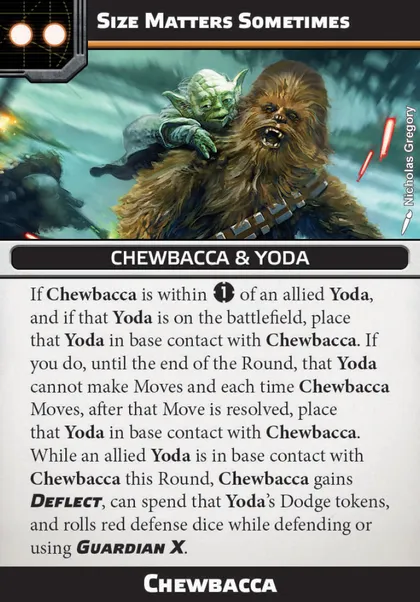 Size Matters Sometimes
Nicholas Gregory
CHEWBACCA & YODA
If Chewbacca is within 1 of an allied Yoda,
and if that Yoda is on the battlefield, place
that Yoda in base contact with Chewbacca. If
you do, until the end of the Round, that Yoda
cannot make Moves and each time Chewbacca
Moves, after that Move is resolved, place
that Yoda in base contact with Chewbacca.
While an allied Yoda is in base contact with
Chewbacca this Round, Chewbacca gains
Deflect, can spend that Yoda's Dodge tokens,
and rolls red defense dice while defending or
using Guardian X.
Chewbacca